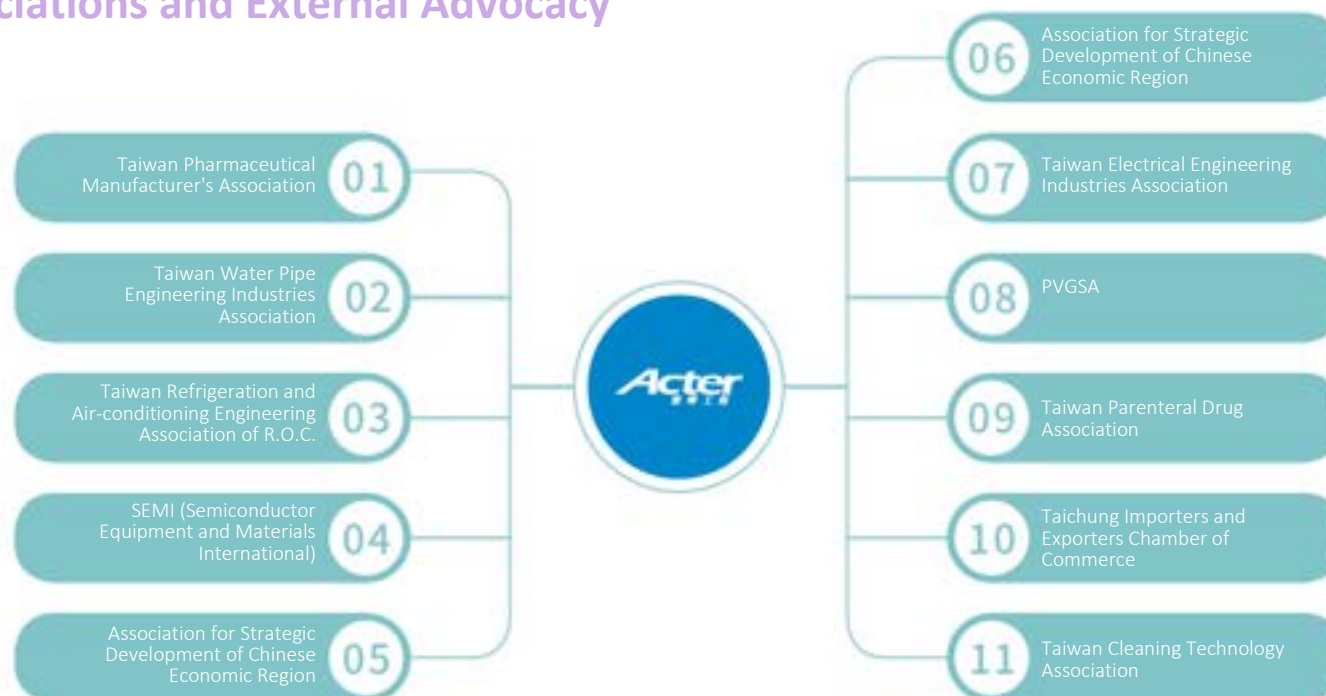 ciations and External Advocacy
Taiwan Pharmaceutical
Manufacturer's Association
01
Taiwan Water Pipe
Engineering Industries
Association
02
Taiwan Refrigeration and
Air-conditioning Engineering
Association of R.O.C.
03
SEMI (Semiconductor
Equipment and Materials
International)
04
Association for Strategic
Development of Chinese
Economic Region
05
Acter
06
Association for Strategic
Development of Chinese
Economic Region
07
Taiwan Electrical Engineering
Industries Association
08
PVGSA
09
Taiwan Parenteral Drug
Association
10
Taichung Importers and
Exporters Chamber of
Commerce
11
Taiwan Cleaning Technology
Association